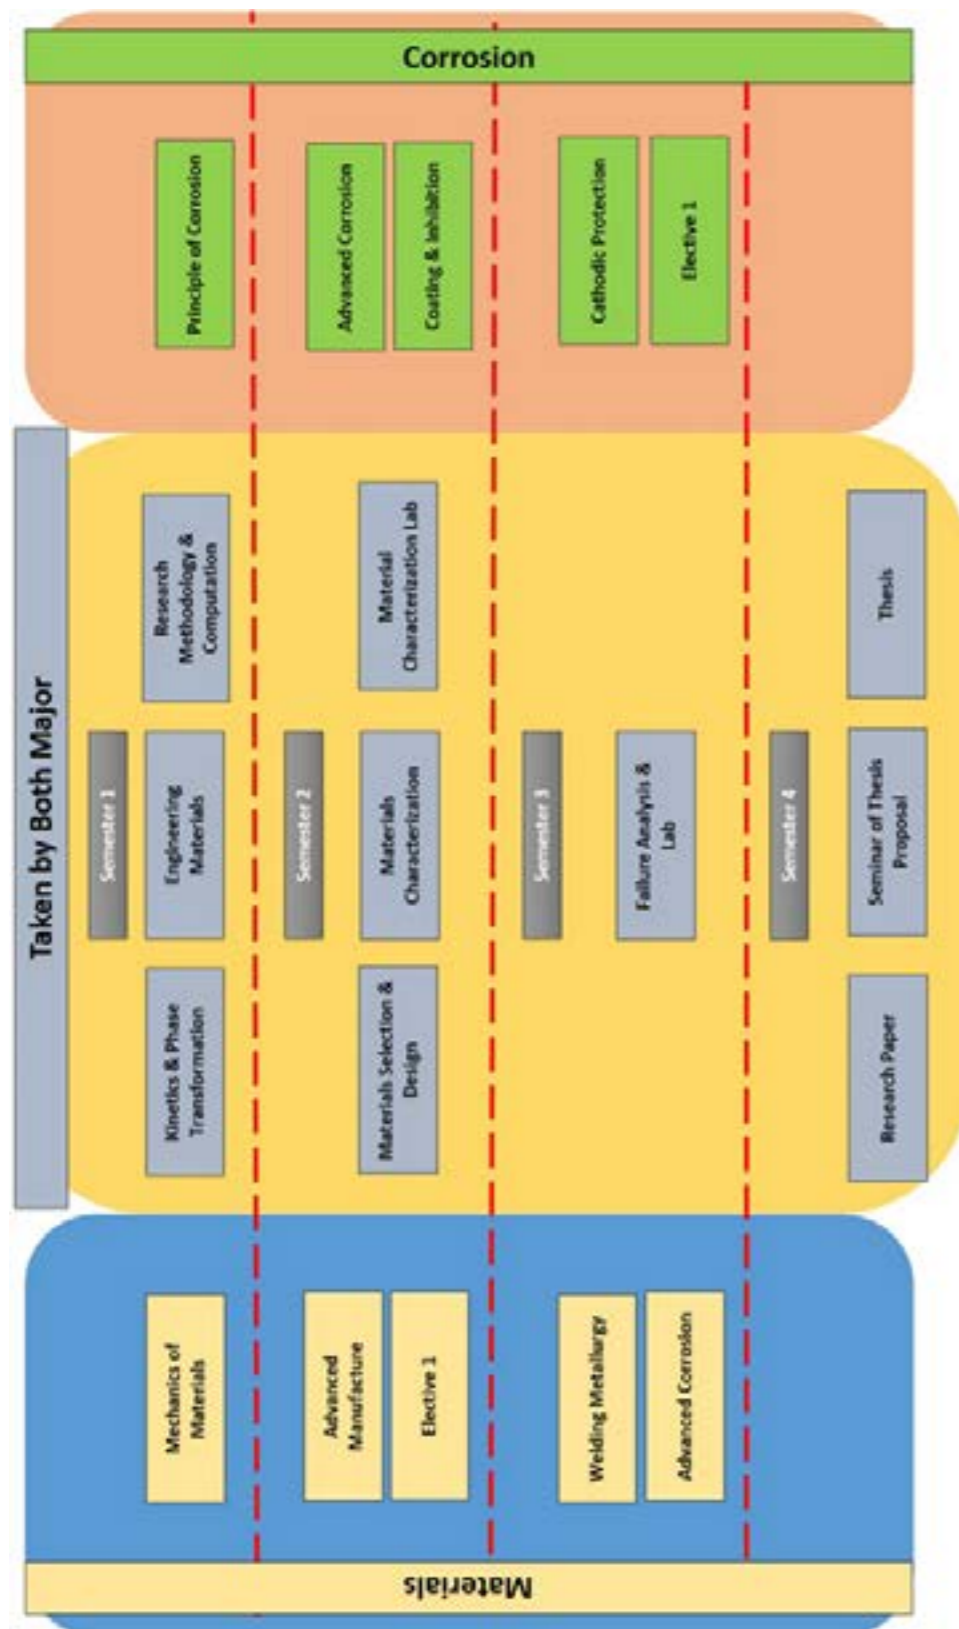 Corrosion
Principle of Corrosion
Advanced Corrosion
Coating & Inhibition
Cathodic Protection
Elective 1
Taken by Both Major
Semester 1
Research
Methodology &
Computation
Engineering
Materials
Kinetics & Phase
Transformation
Semester 2
Material
Characterization Lab
Materials
Characterization
Materials Selection &
Design
Semester 3
Failure Analysis &
Lab
Semester 4
Thesis
Seminar of Thesis
Proposal
Research Paper
Mechanics of
Materials
Advanced
Manufacture
Elective 1
Welding Metallurgy
Advanced Corrosion
Materials